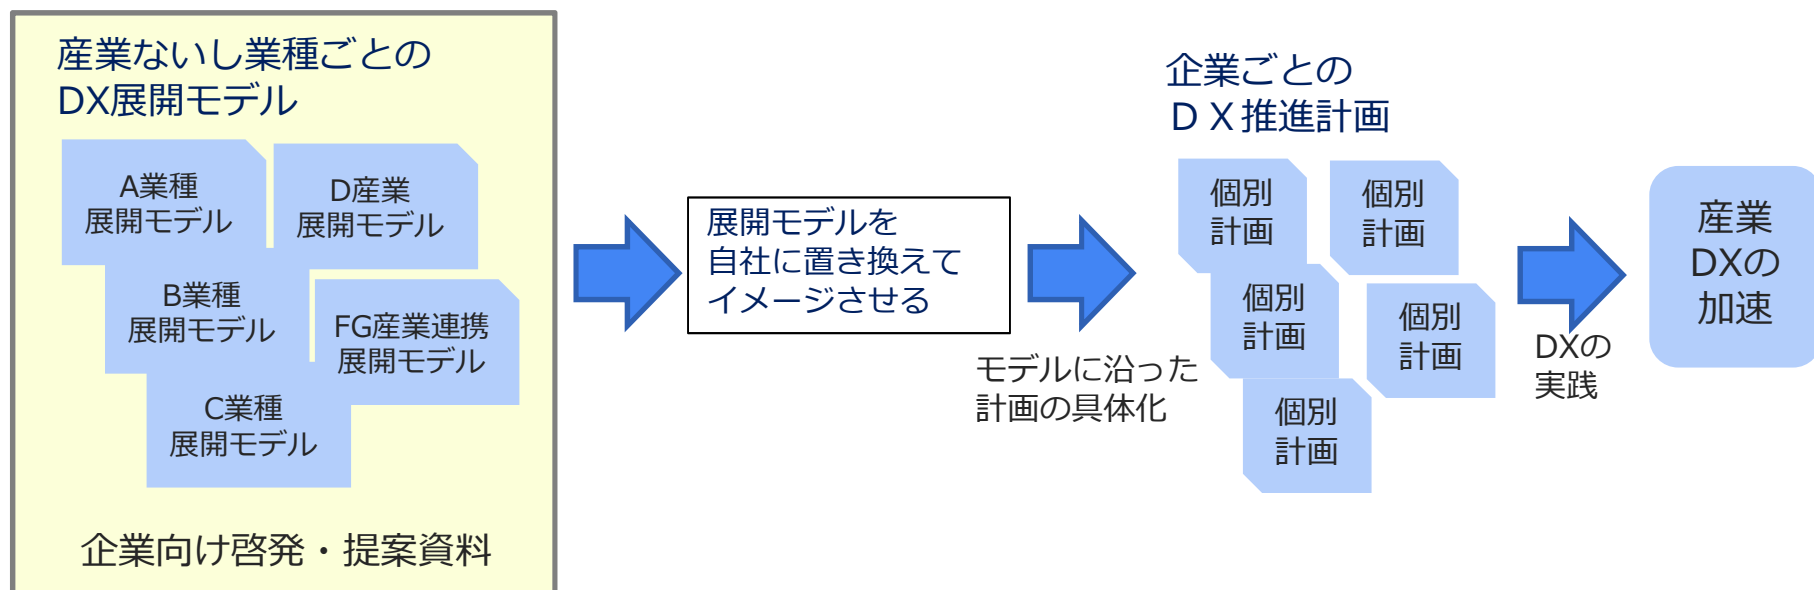 産業ないし業種ごとの
DX展開モデル
A業種
展開モデル
D産業
展開モデル
B業種
展開モデル
FG産業連携
展開モデル
C業種
展開モデル
企業向け啓発・提案資料
展開モデルを
自社に置き換えて
イメージさせる
モデルに沿った
計画の具体化
企業ごとの
ＤＸ推進計画
個別
計画
個別
計画
個別
計画
個別
計画
個別
計画
DXの
実践
産業
DXの
加速